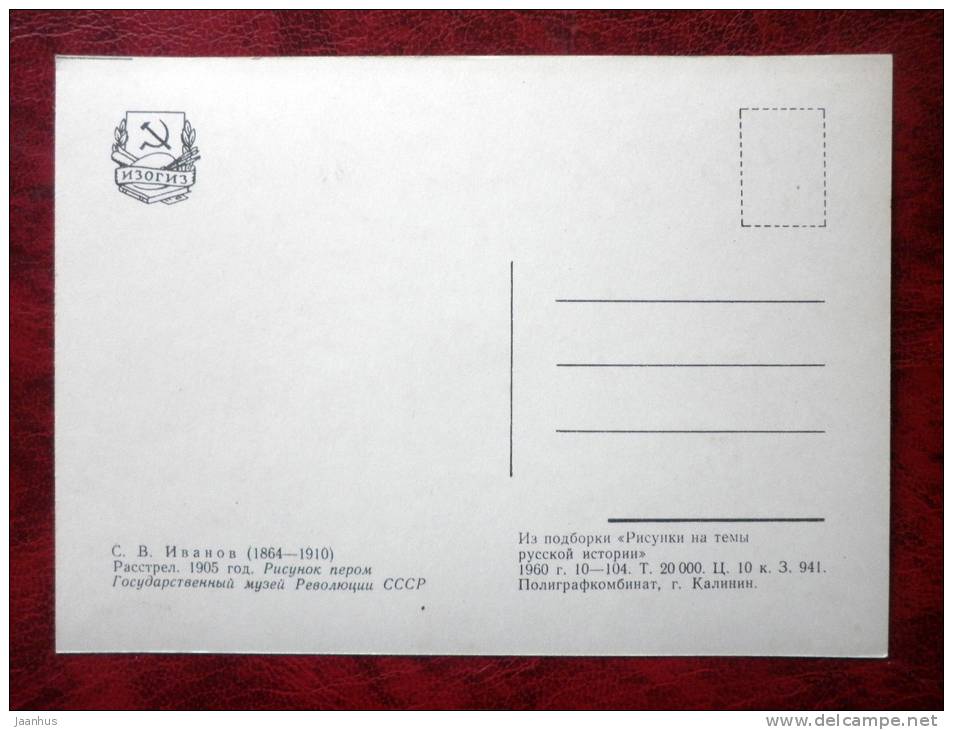 ИЗОГИЗ
С. В. Иванов (1864—1910)
Расстрел. 1905 год. Рисунок пером
Государственный музей Революции СССР
Из подборки «Рисунки на темы
русской истории»
1960 г. 10—104. Т. 20 000. Ц. 10 к. З. 941.
Полиграфкомбинат, г. Калинин.
jaanhus
www.delcampe.net